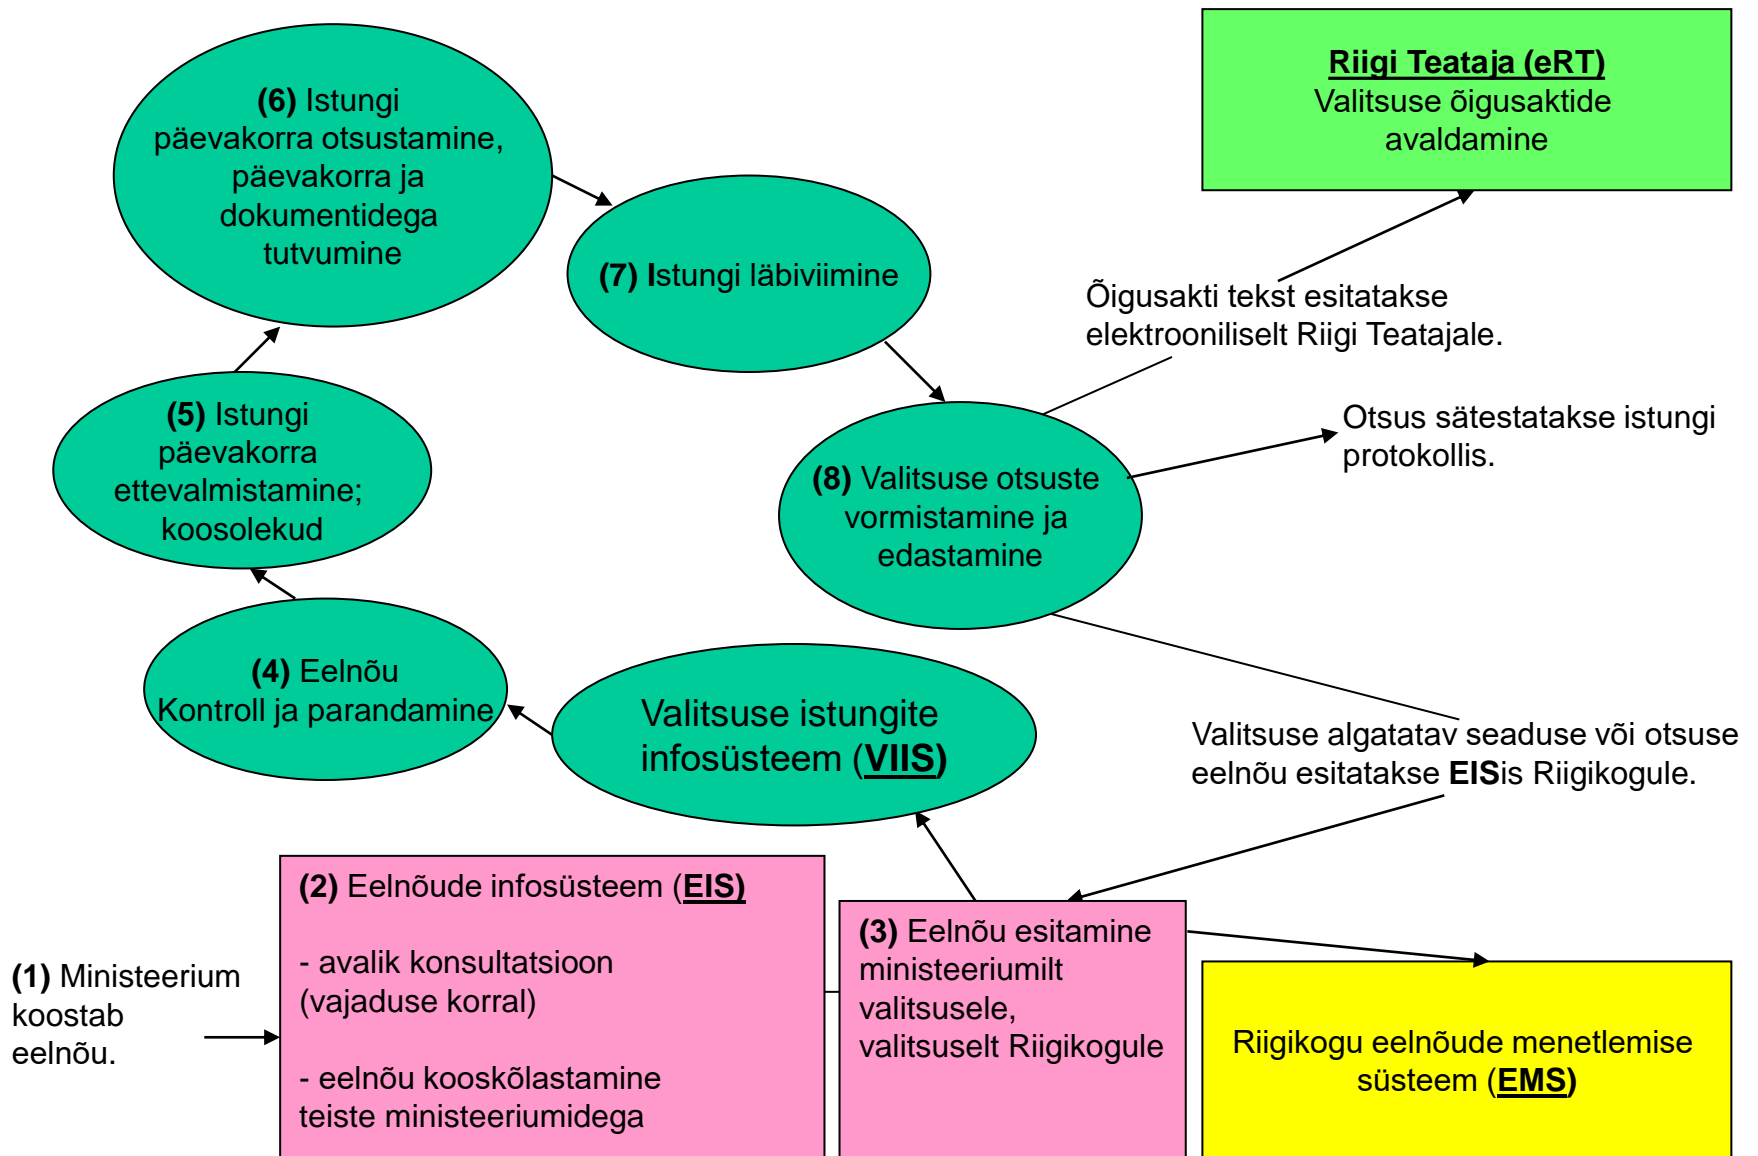 (1) Ministeerium
koostab
eelnõu.
(2) Eelnõude infosüsteem (EIS)
- avalik konsultatsioon
(vajaduse korral)
- eelnõu kooskõlastamine
teiste ministeeriumidega
(3) Eelnõu esitamine
ministeeriumilt
valitsusele,
valitsuselt Riigikogule
Valitsuse istungite
infosüsteem (VIIS)
(4) Eelnõu
Kontroll ja parandamine
(5) Istungi
päevakorra
ettevalmistamine;
koosolekud
(6) Istungi
päevakorra otsustamine,
päevakorra ja
dokumentidega
tutvumine
(7) Istungi läbiviimine
(8) Valitsuse otsuste
vormistamine ja
edastamine
Õigusakti tekst esitatakse
elektrooniliselt Riigi Teatajale.
Riigi Teataja (eRT)
Valitsuse õigusaktide
avaldamine
Otsus sätestatakse istungi
protokollis.
Valitsuse algatatav seaduse või otsuse
eelnõu esitatakse EISis Riigikogule.
Riigikogu eelnõude menetlemise
süsteem (EMS)